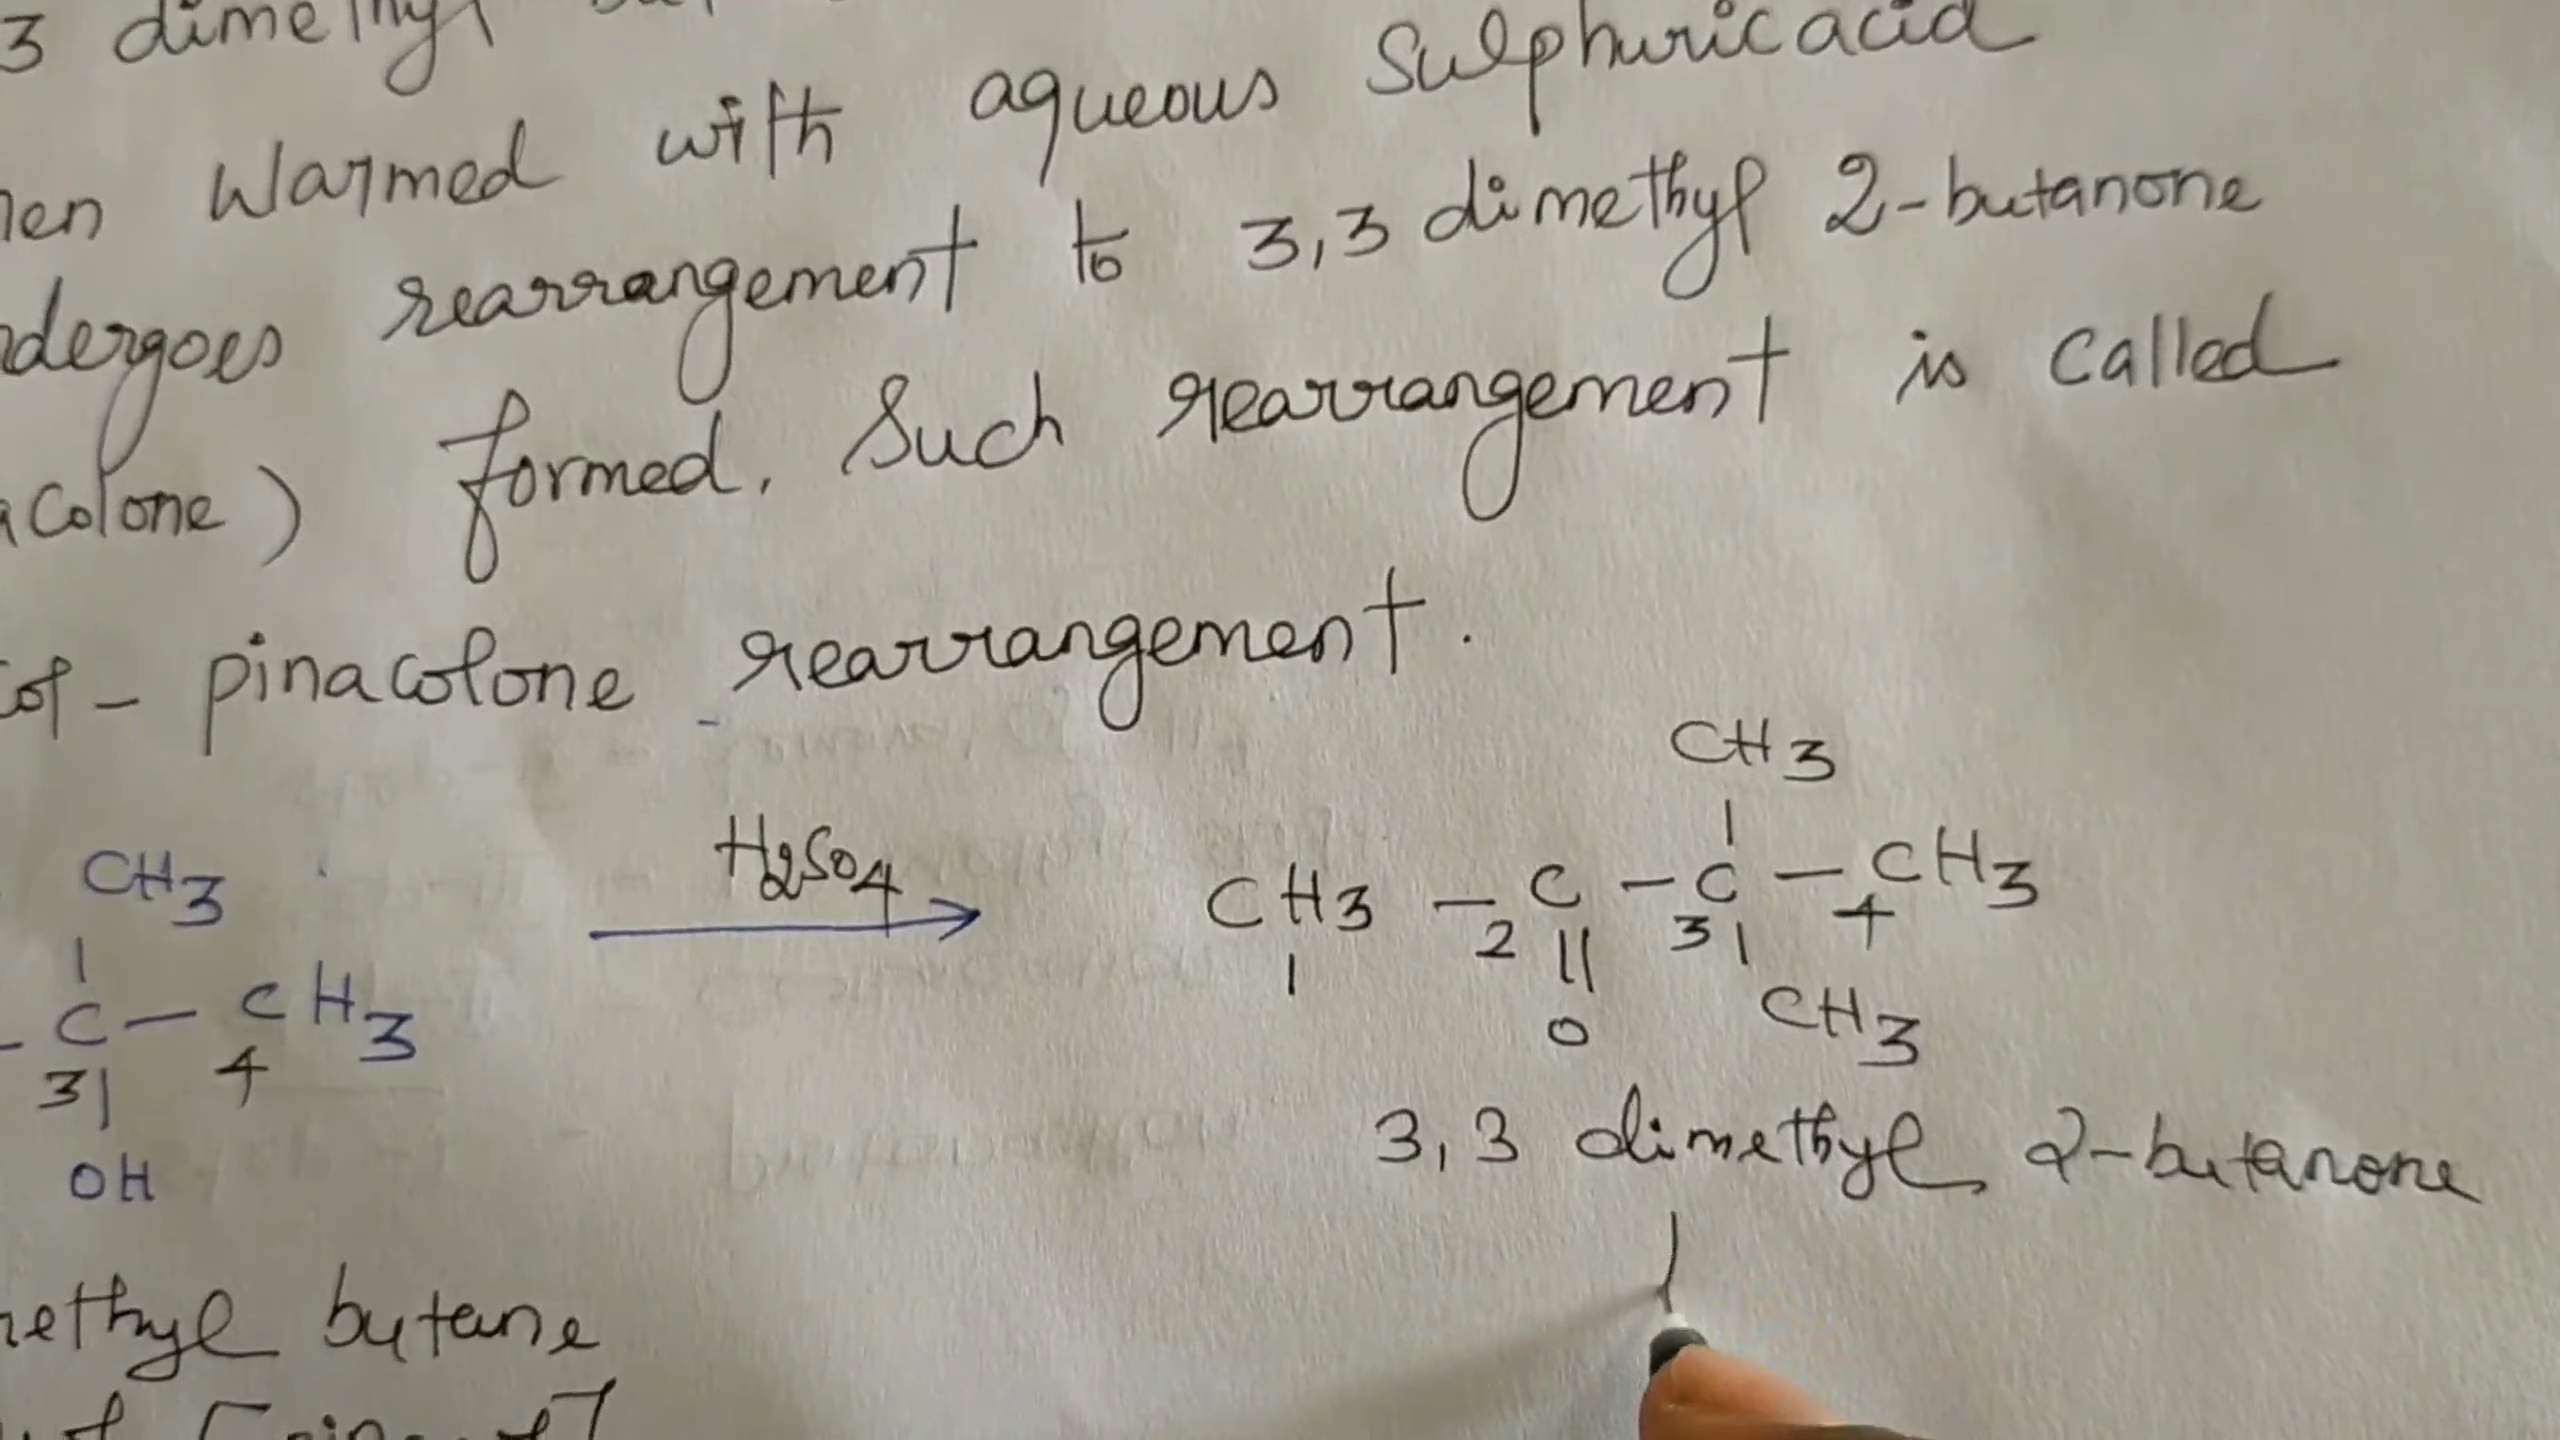 3 dimethyl
hen warmed with aqueous Sulphuric acid
ndergoes rearrangement to 3,3 dimethyl 2-butanone
acolone) formed. Such rearrangement is called
col - pinacolone rearrangement.
CH3
CH3
H2SO4
CH3 - C - C - CH3
1 2 || 3 | 4
O CH3
- C - CH3
3 | 4
OH
3,3 dimethyl 2-butanone
methyl butane